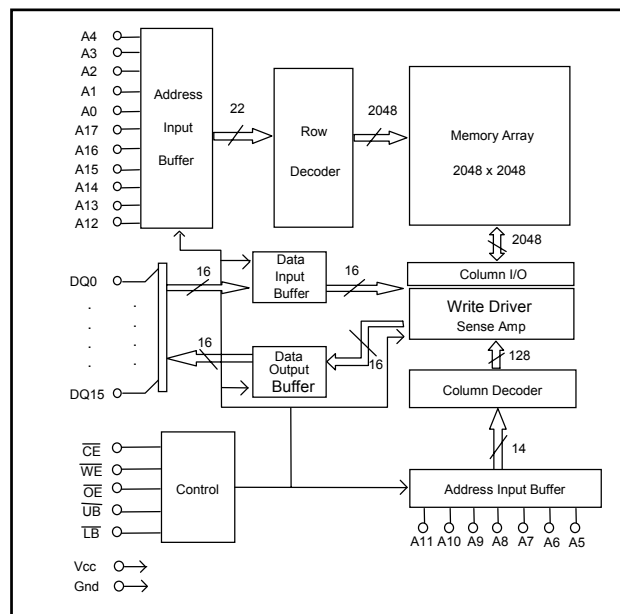 A4
A3
A2
A1
A0
A17
A16
A15
A14
A13
A12
Address
Input
Buffer
22
Row
Decoder
2048
Memory Array
2048 x 2048
2048
Column I/O
Write Driver
Sense Amp
128
Column Decoder
14
Address Input Buffer
A11 A10 A9 A8 A7 A6 A5
DQ0
.
.
.
.
DQ15
16
Data
Input
Buffer
16
16
Data
Output
Buffer
16
CE
WE
OE
UB
LB
Control
Vcc
Gnd